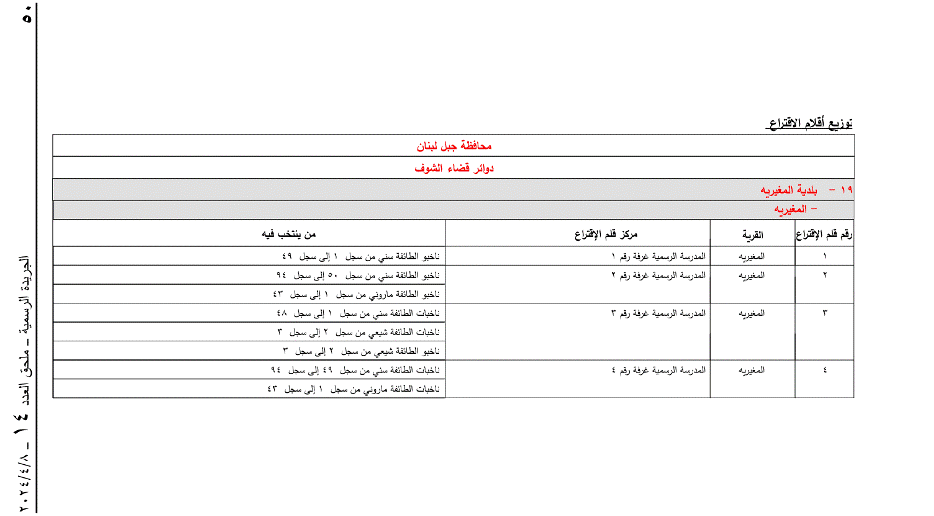 ٥٠
الجريدة الرسمية – ملحق العدد ١٤ – ٢٠٢٤/٤/٨
توزيع أقلام الاقتراع
محافظة جبل لبنان
دوائر قضاء الشوف
١٩ - بلدية المغيريه
- المغيريه
رقم قلم الإقتراع القرية مركز قلم الإقتراع من ينتخب فيه
١ المغيريه المدرسة الرسمية غرفة رقم ١ ناخبو الطائفة سني من سجل ١ إلى سجل ٤٩
٢ المغيريه المدرسة الرسمية غرفة رقم ٢ ناخبو الطائفة سني من سجل ٥٠ إلى سجل ٩٤
ناخبو الطائفة ماروني من سجل ١ إلى سجل ٤٣
٣ المغيريه المدرسة الرسمية غرفة رقم ٣ ناخبات الطائفة سني من سجل ١ إلى سجل ٤٨
ناخبات الطائفة شيعي من سجل ٢ إلى سجل ٣
ناخبو الطائفة شيعي من سجل ٢ إلى سجل ٣
٤ المغيريه المدرسة الرسمية غرفة رقم ٤ ناخبات الطائفة سني من سجل ٤٩ إلى سجل ٩٤
ناخبات الطائفة ماروني من سجل ١ إلى سجل ٤٣